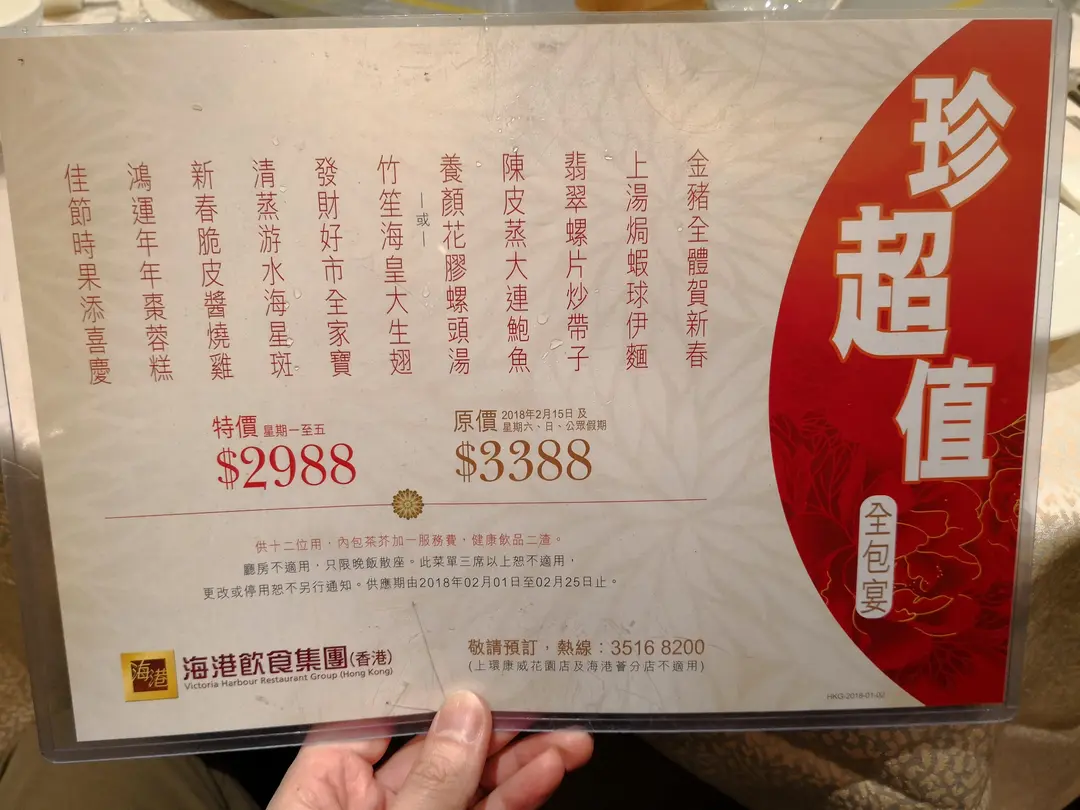 珍超值
全包宴
金豬全體賀新春
上湯焗蝦球伊麵
翡翠螺片炒帶子
陳皮蒸大連鮑魚
養顏花膠螺頭湯
—或—
竹笙海皇大生翅
發財好市全家寶
清蒸游水海星斑
新春脆皮醬燒雞
鴻運年年棗蓉糕
佳節時果添喜慶
特價 星期一至五
$2988
原價 2018年2月15日 及
星期六、日、公眾假期
$3388
供十二位用，內包茶芥加一服務費，健康飲品二渣。
廳房不適用，只限晚飯散座。此菜單三席以上恕不適用，
更改或停用恕不另行通知。供應期由2018年02月01日至02月25日止。
海港
海港飲食集團(香港)
Victoria Harbour Restaurant Group (Hong Kong)
敬請預訂，熱線：3516 8200
(上環康威花園店及海港薈分店不適用)